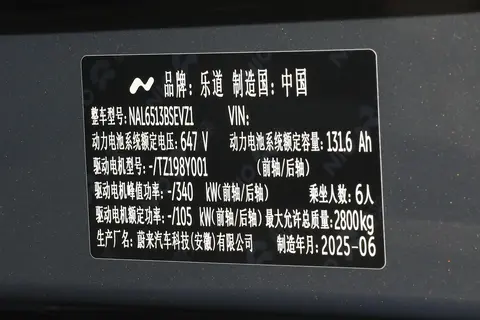 品牌: 乐道 制造国: 中国
整车型号: NAL6513BSEVZ1 VIN:
动力电池系统额定电压: 647 V 动力电池系统额定容量: 131.6 Ah
驱动电机型号: -/TZ198Y001 (前轴/后轴)
驱动电机峰值功率: -/340 kW(前轴/后轴) 乘坐人数: 6人
驱动电机额定功率: -/105 kW(前轴/后轴) 最大允许总质量: 2800kg
生产厂名: 蔚来汽车科技(安徽)有限公司 制造年月: 2025-06